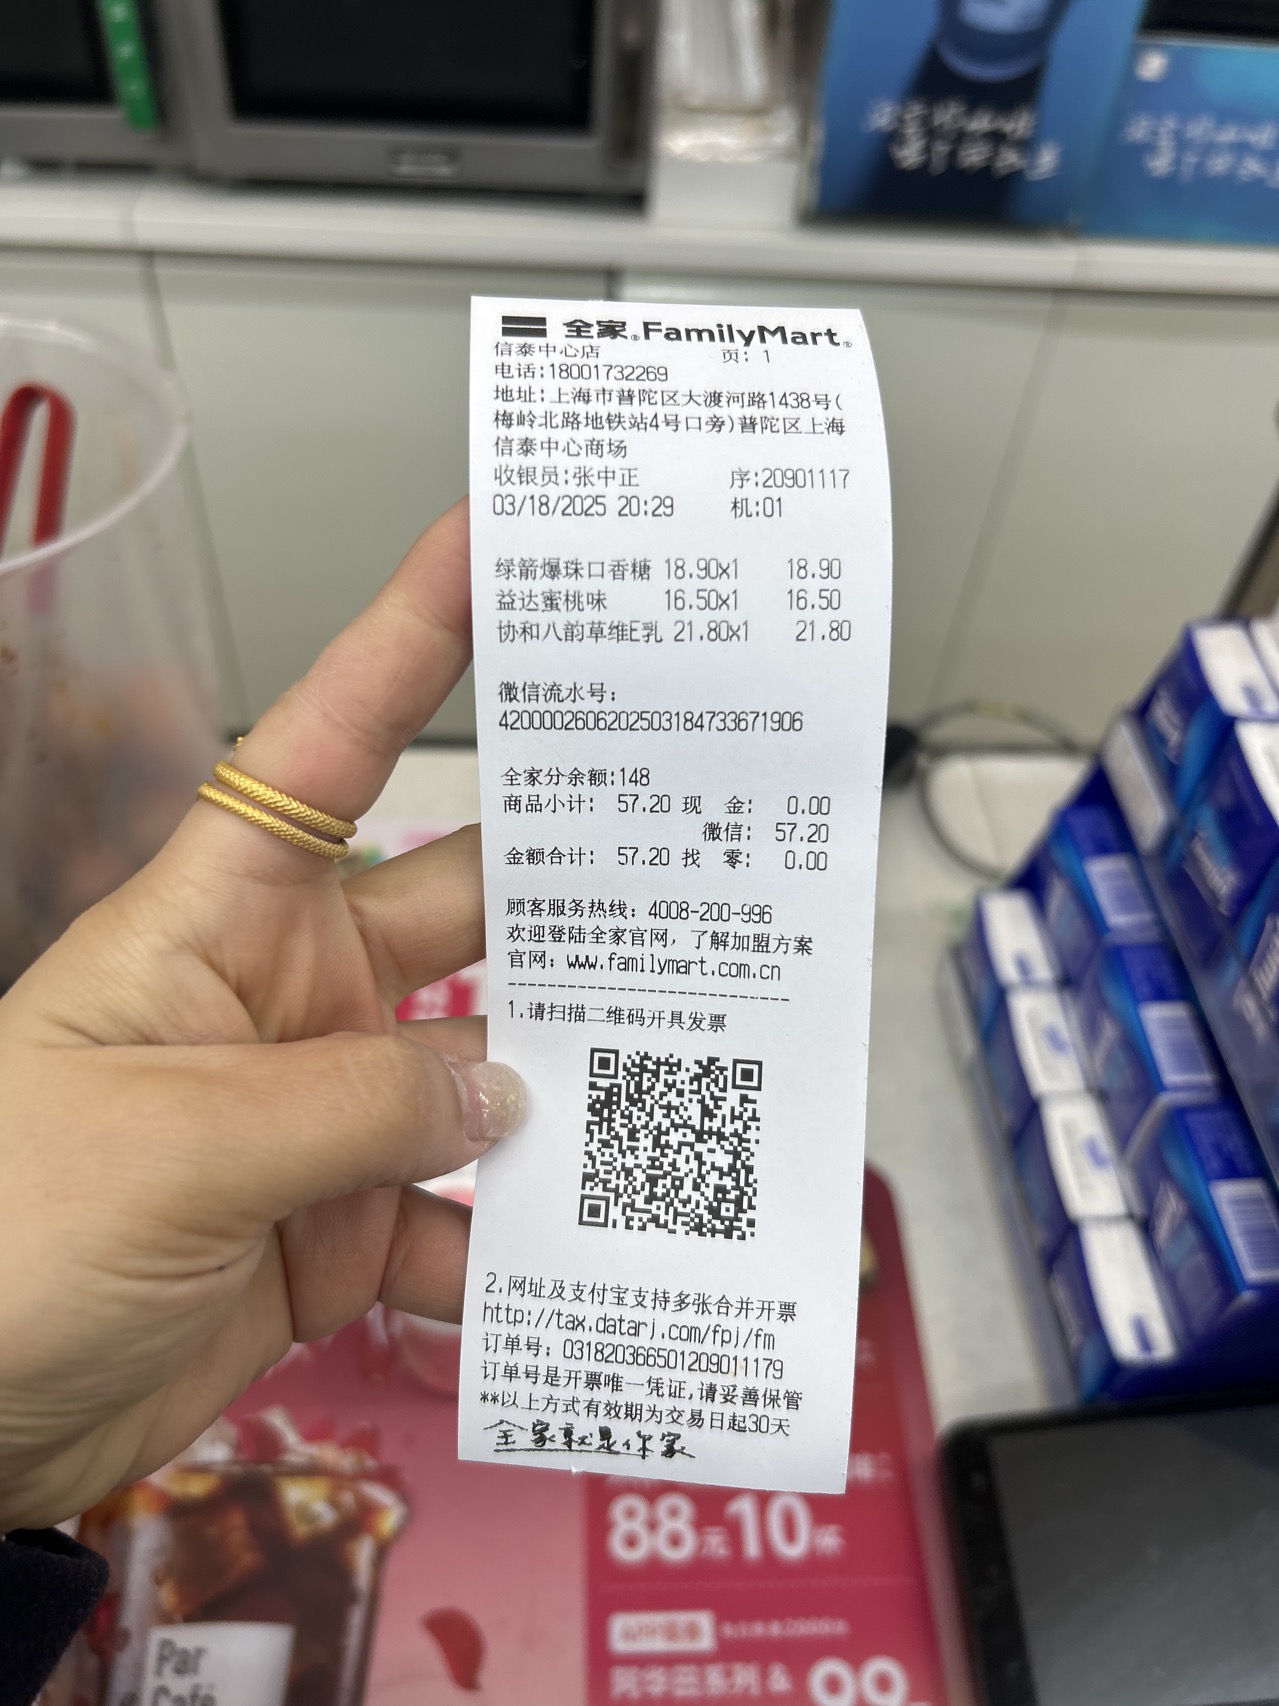 全家®FamilyMart®
信泰中心店 页: 1
电话:18001732269
地址:上海市普陀区大渡河路1438号(
梅岭北路地铁站4号口旁)普陀区上海
信泰中心商场
收银员:张中正 序:20901117
03/18/2025 20:29 机:01
绿箭爆珠口香糖 18.90x1 18.90
益达蜜桃味 16.50x1 16.50
协和八韵草维E乳 21.80x1 21.80
微信流水号:
4200002606202503184733671906
全家分余额:148
商品小计: 57.20 现 金: 0.00
微信: 57.20
金额合计: 57.20 找 零: 0.00
顾客服务热线: 4008-200-996
欢迎登陆全家官网, 了解加盟方案
官网: www.familymart.com.cn
------------------------------
1.请扫描二维码开具发票
2.网址及支付宝支持多张合并开票
http://tax.datarj.com/fpj/fm
订单号: 031820366501209011179
订单号是开票唯一凭证,请妥善保管
**以上方式有效期为交易日起30天
全家就是你家
88元10杯
阿华田系列 & 99
Par
Café